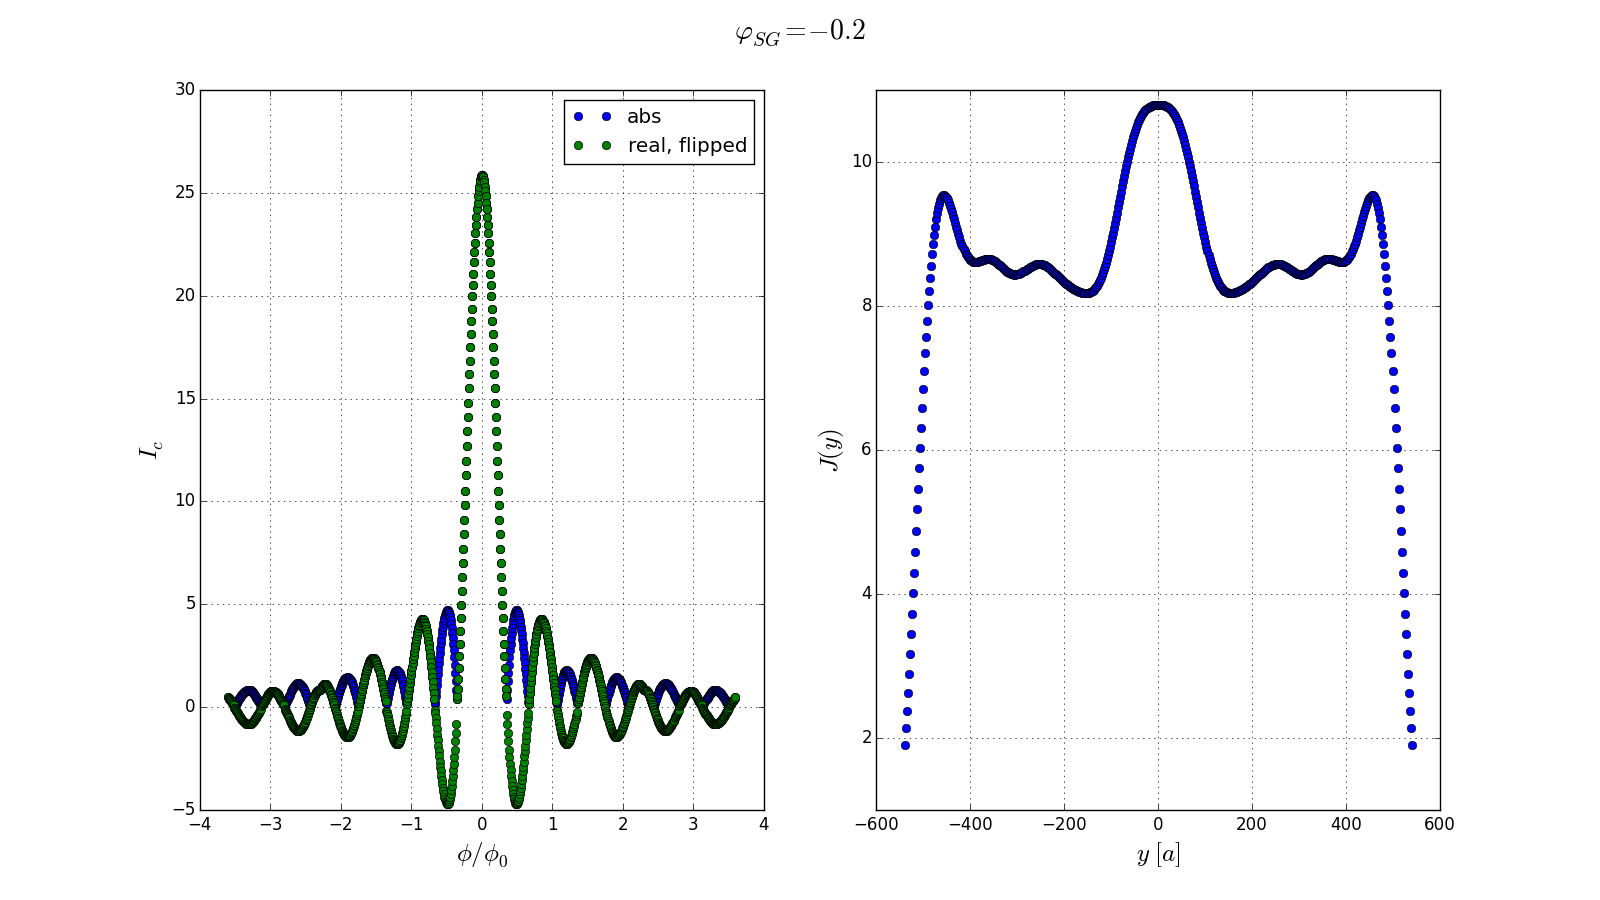 φ_SG = −0.2
30
25
20
15
10
5
0
−5
−4 −3 −2 −1 0 1 2 3 4
I_c
ϕ/ϕ_0
abs
real, flipped
10
8
6
4
2
−600 −400 −200 0 200 400 600
J(y)
y [a]